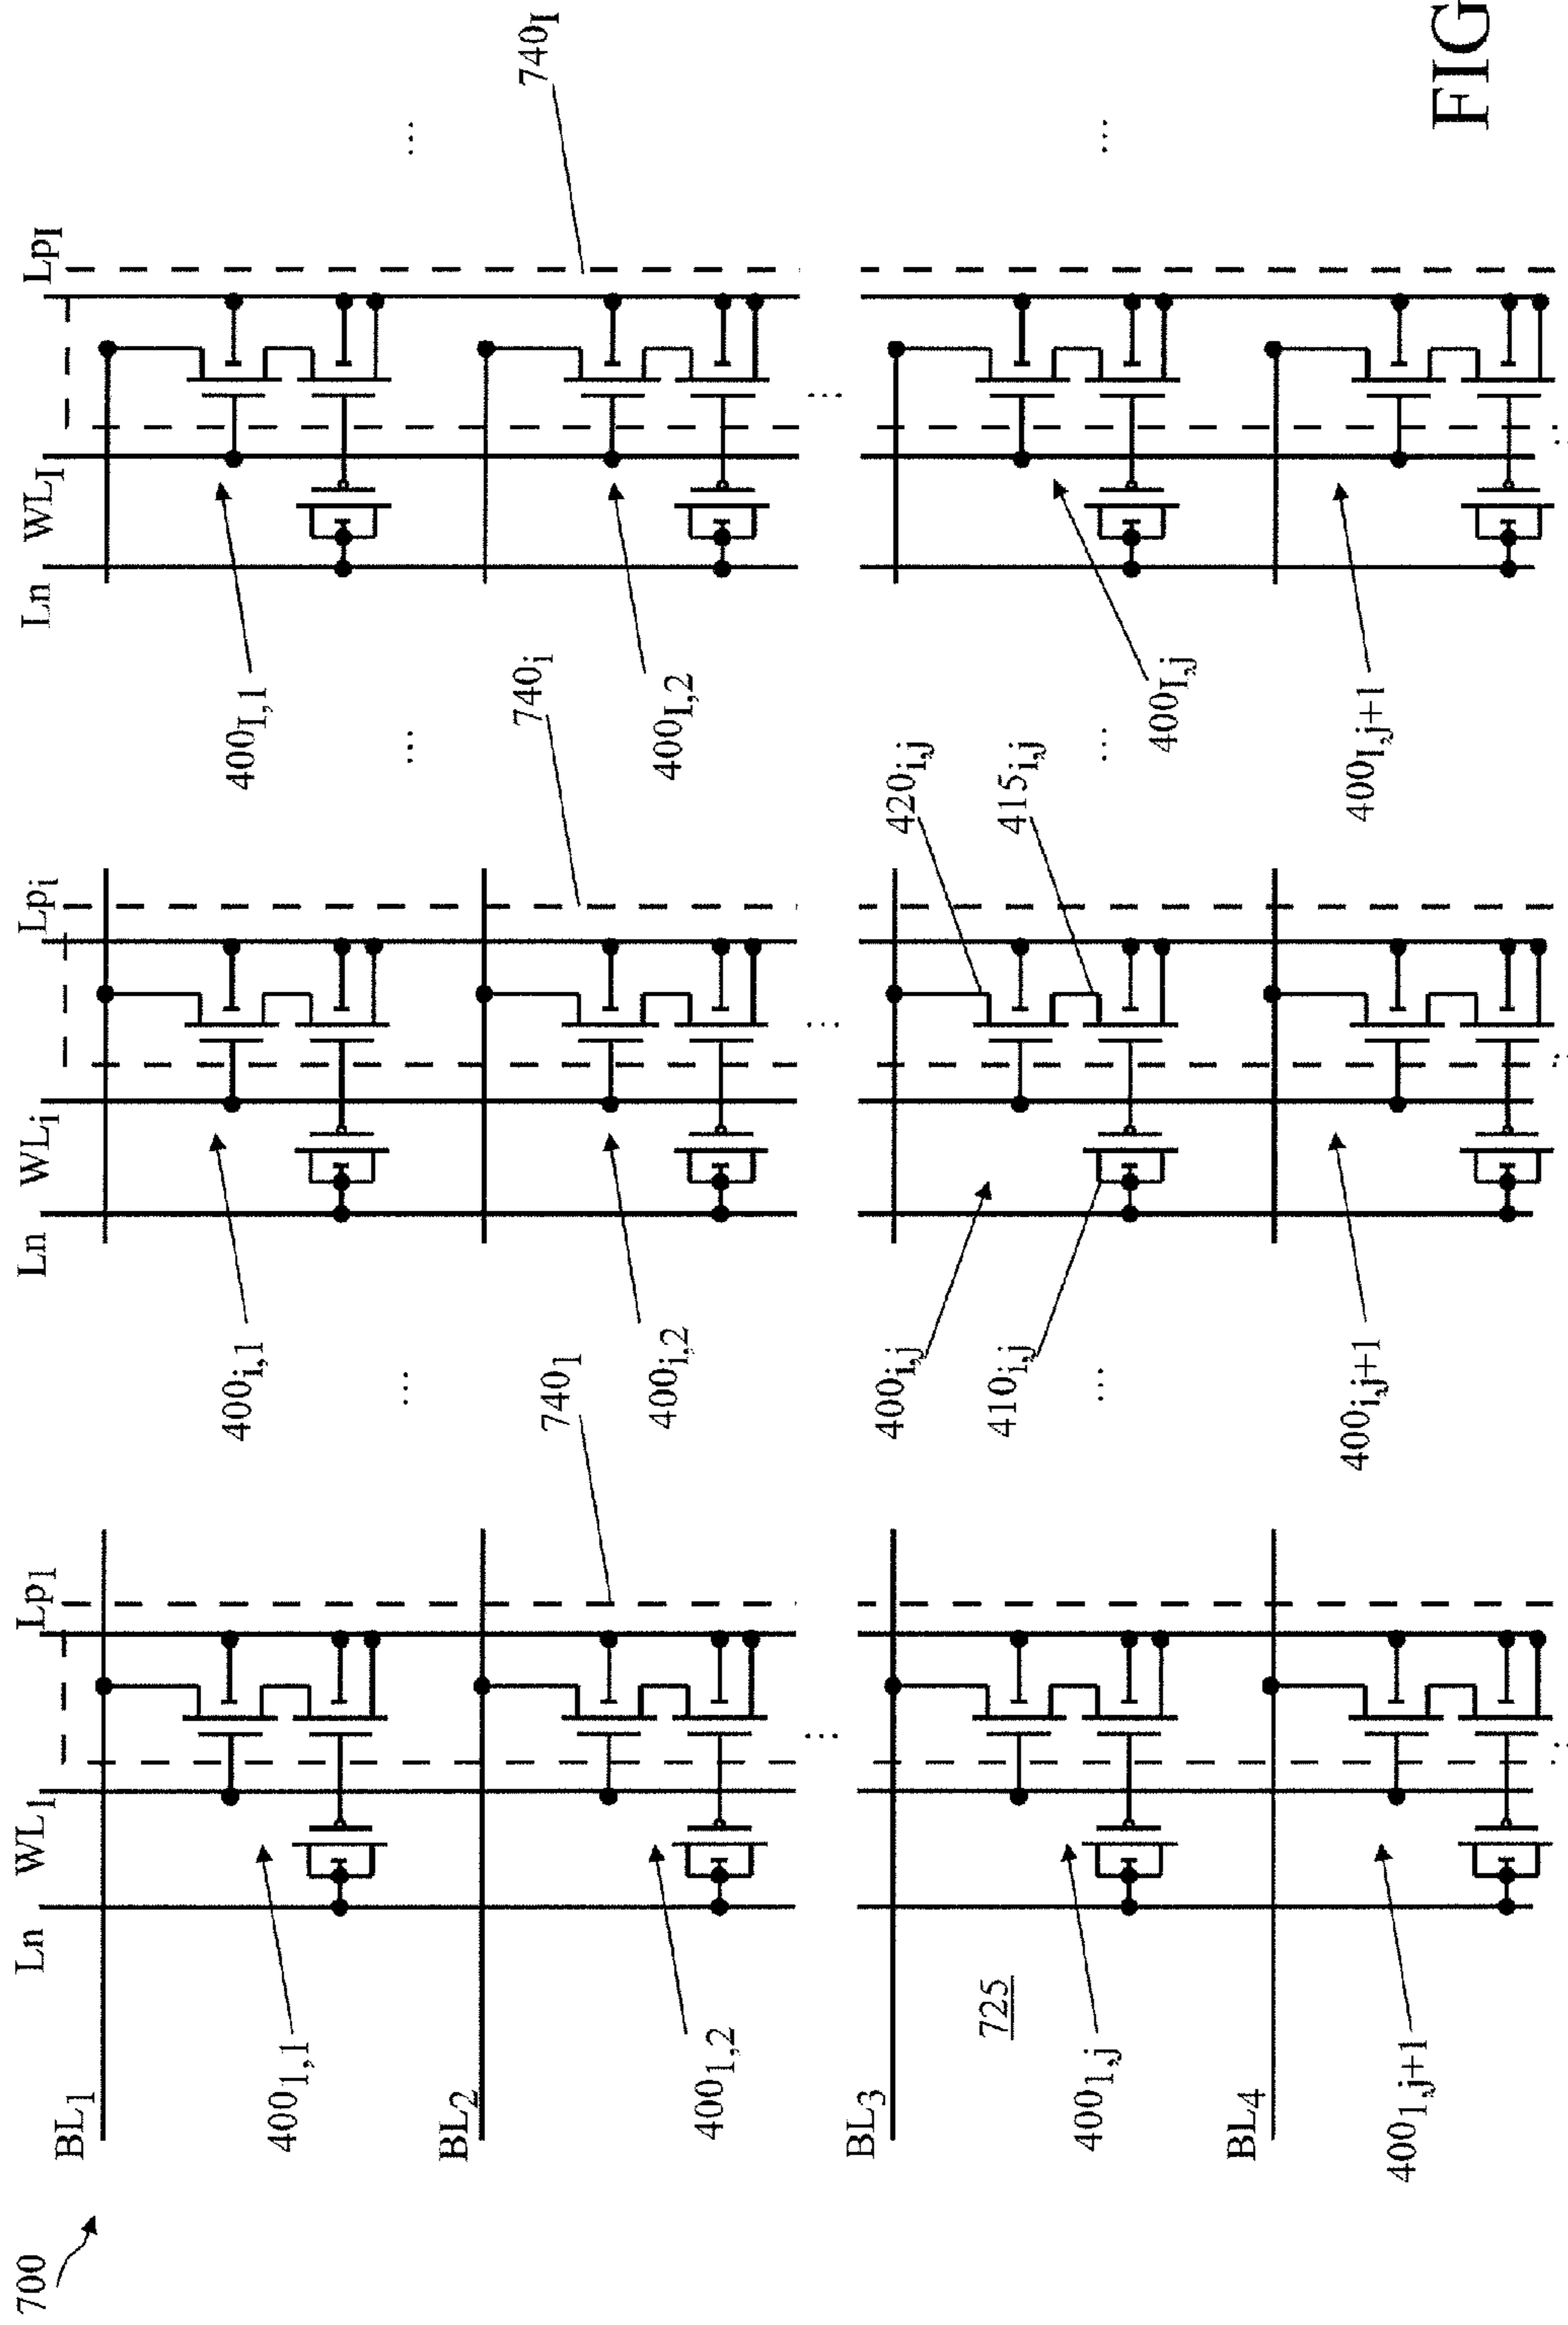 700
Ln WL1 Lp1 Ln WLi Lpi Ln WLI LpI
BL1
4001,1 400i,1 400I,1
... ... ...
BL2
7401 740i 740I
4001,2 400i,2 400I,2
... ... ...
BL3
400i,j 420i,j
725 410i,j 415i,j
4001,j ... ... 400I,j ...
BL4
4001,j+1 400i,j+1 400I,j+1
FIG